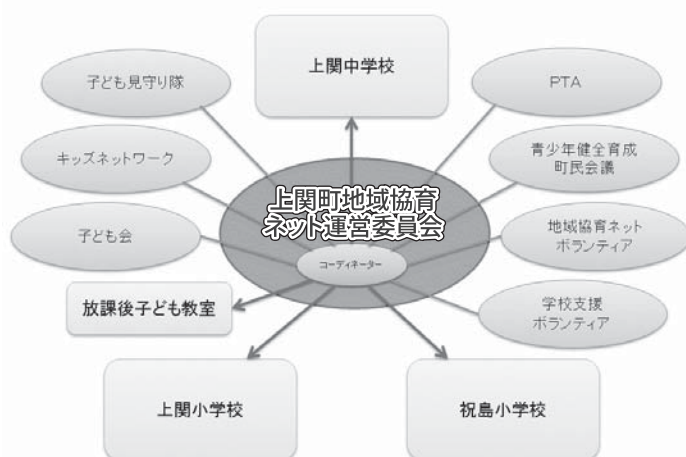 上関中学校
子ども見守り隊
PTA
キッズネットワーク
青少年健全育成
町民会議
上関町地域協育
ネット運営委員会
子ども会
地域協育ネット
ボランティア
コーディネーター
放課後子ども教室
学校支援
ボランティア
上関小学校
祝島小学校